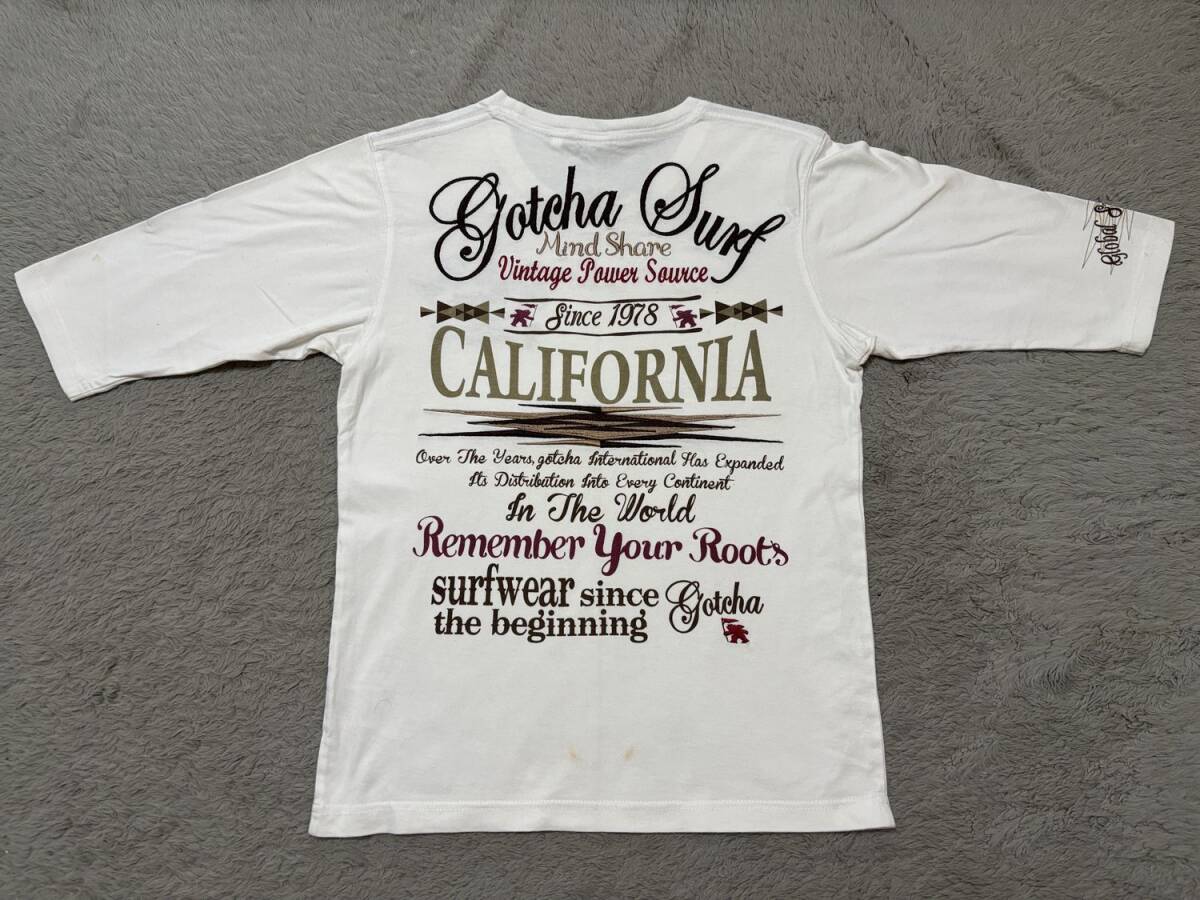 Gotcha Surf
Mind Share
Vintage Power Source
Since 1978
CALIFORNIA
Over The Years, gotcha International Has Expanded
Its Distribution Into Every Continent
In The World
Remember Your Roots
surfwear since
the beginning
Gotcha
Global